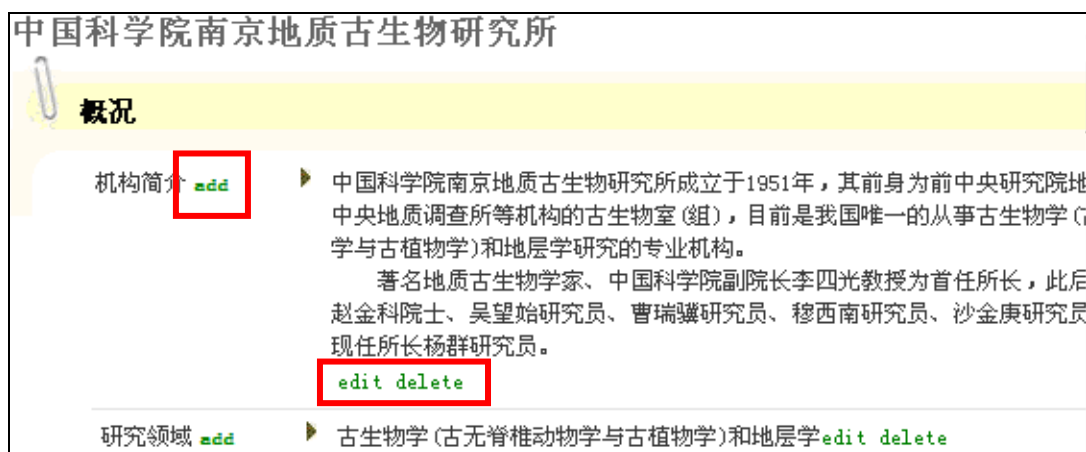 中国科学院南京地质古生物研究所
概况
机构简介 add
中国科学院南京地质古生物研究所成立于1951年，其前身为前中央研究院地
中央地质调查所等机构的古生物室(组)，目前是我国唯一的从事古生物学(
学与古植物学)和地层学研究的专业机构。
著名地质古生物学家、中国科学院副院长李四光教授为首任所长，此后
赵金科院士、吴望始研究员、曹瑞骥研究员、穆西南研究员、沙金庚研究员
现任所长杨群研究员。
edit delete
研究领域 add
古生物学(古无脊椎动物学与古植物学)和地层学edit delete